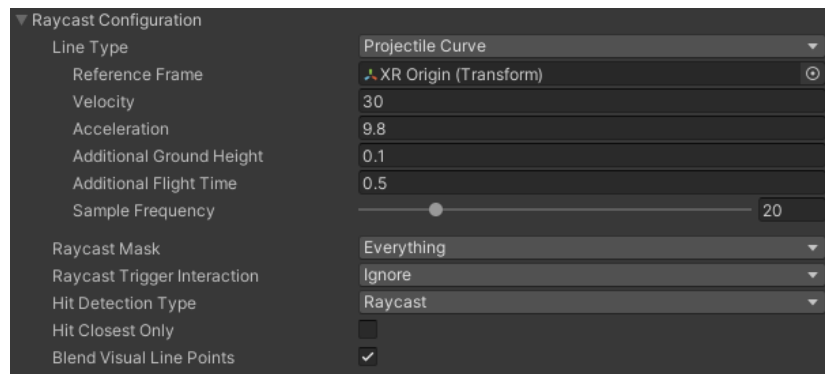 Raycast Configuration
Line Type Projectile Curve
Reference Frame XR Origin (Transform)
Velocity 30
Acceleration 9.8
Additional Ground Height 0.1
Additional Flight Time 0.5
Sample Frequency 20
Raycast Mask Everything
Raycast Trigger Interaction Ignore
Hit Detection Type Raycast
Hit Closest Only
Blend Visual Line Points